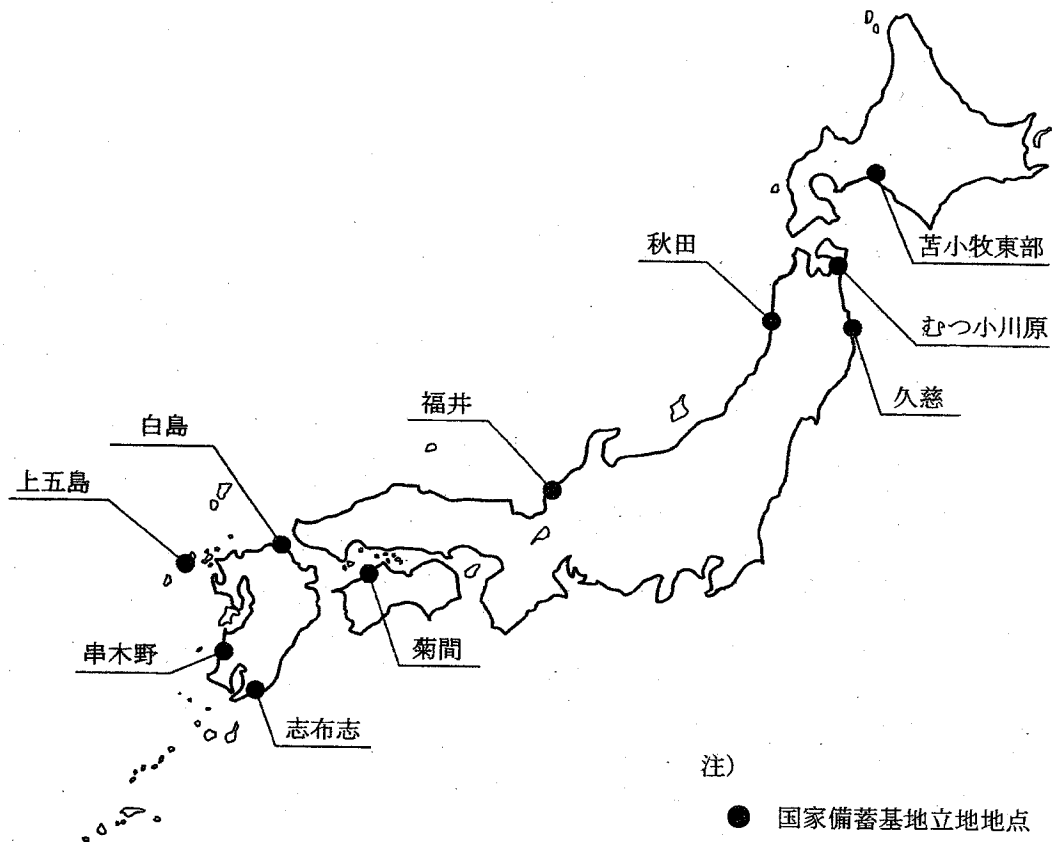 苫小牧東部
秋田
むつ小川原
久慈
福井
白島
上五島
菊間
串木野
志布志
注)
国家備蓄基地立地地点